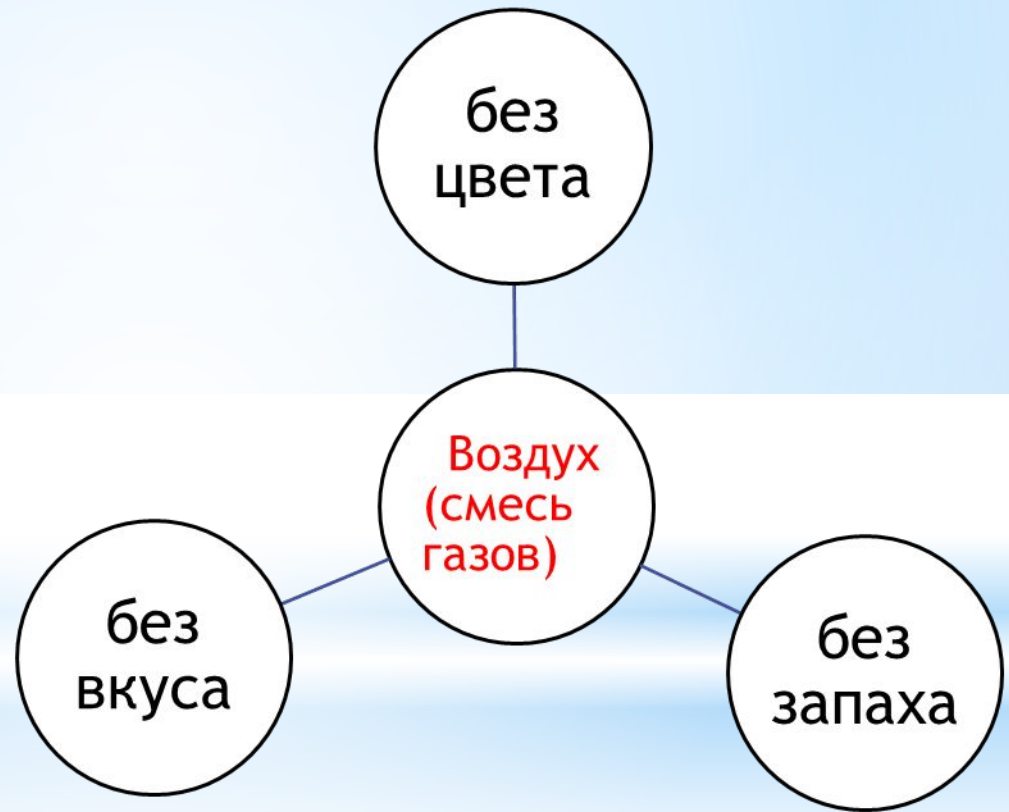 без
цвета
Воздух
(смесь
газов)
без
вкуса
без
запаха